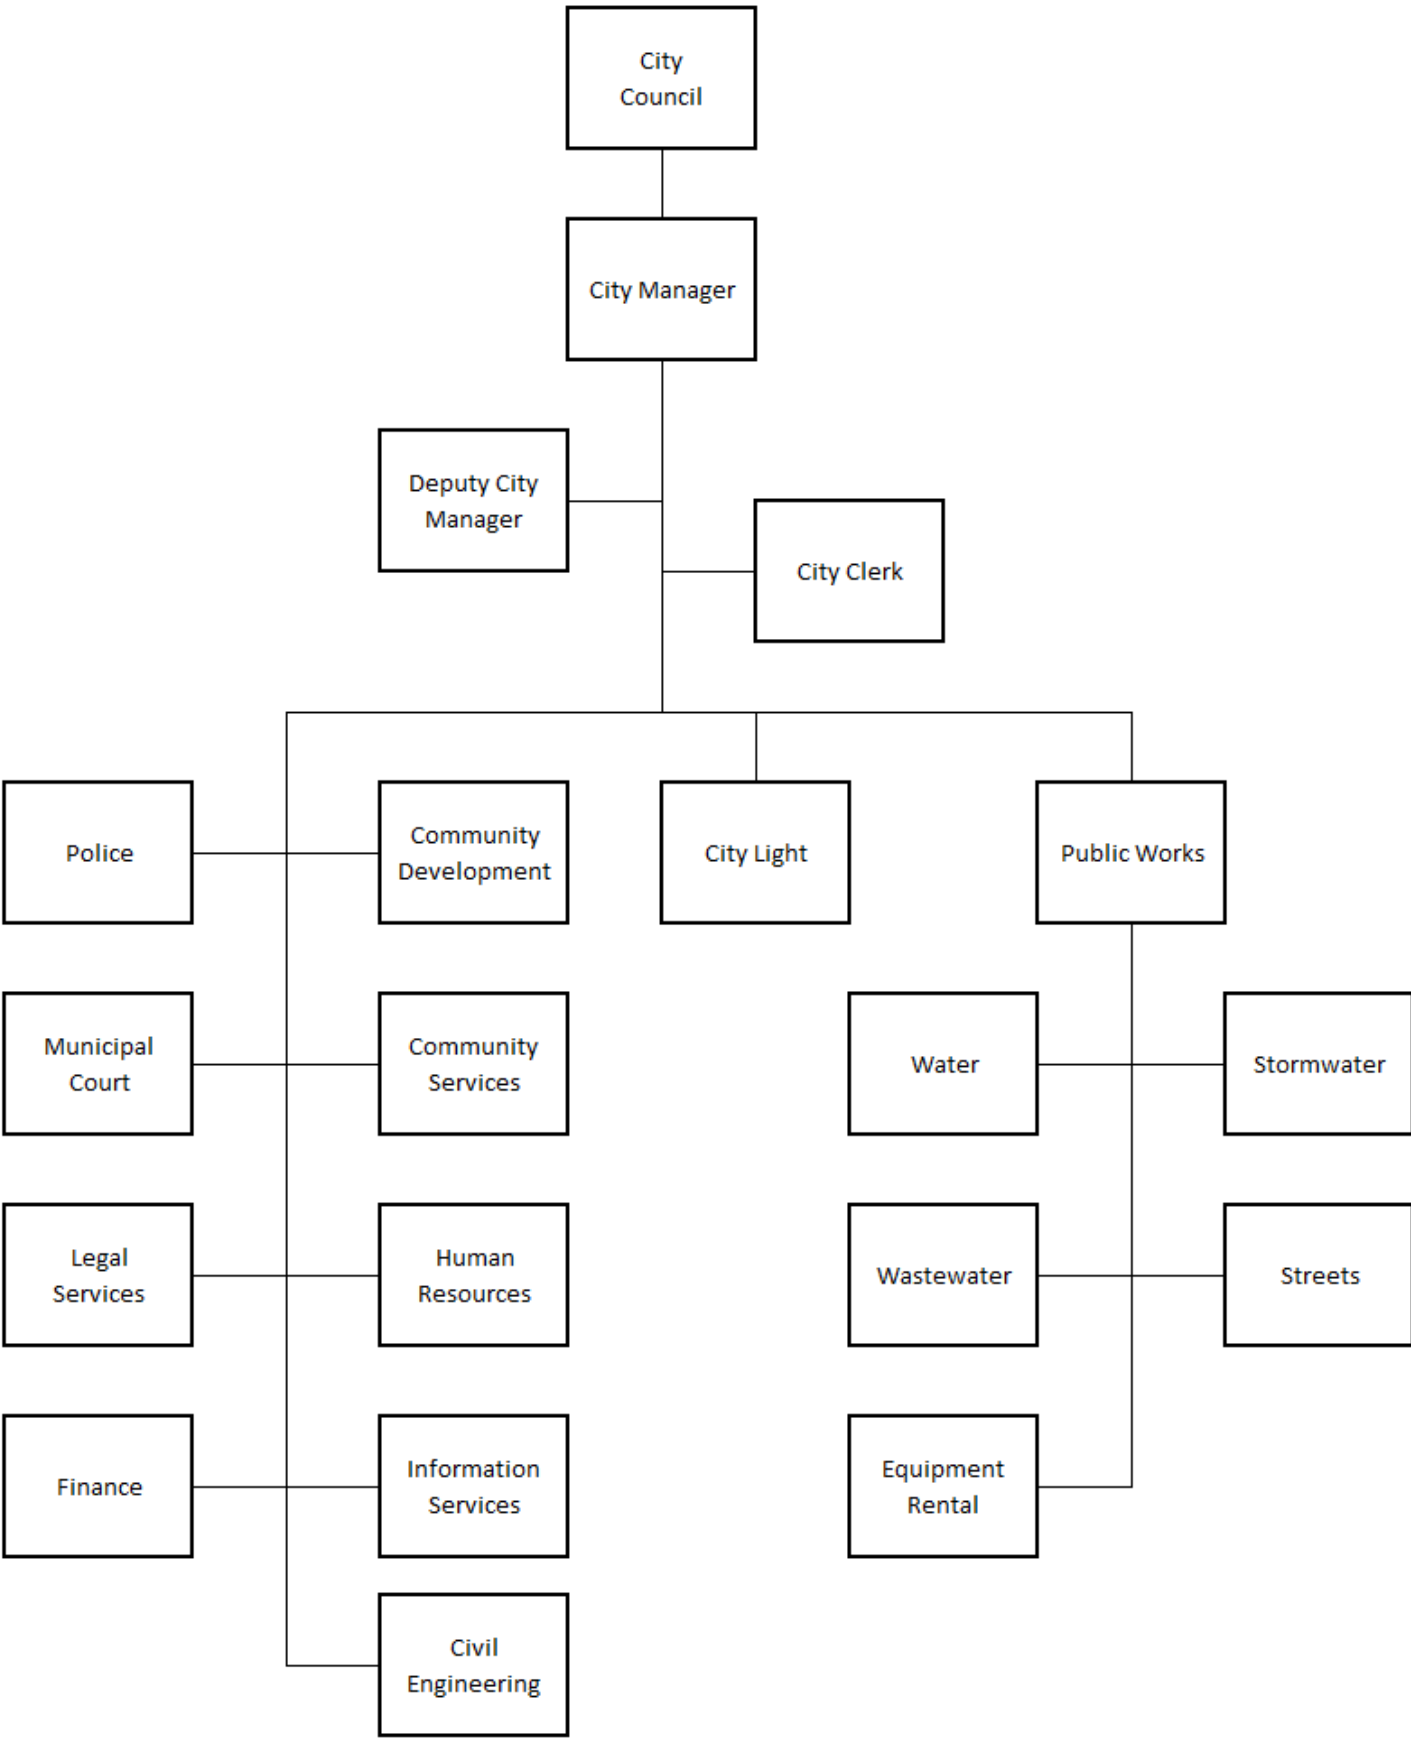 City
Council
City Manager
Deputy City
Manager
City Clerk
Police
Community
Development
City Light
Public Works
Municipal
Court
Community
Services
Water
Stormwater
Legal
Services
Human
Resources
Wastewater
Streets
Finance
Information
Services
Equipment
Rental
Civil
Engineering